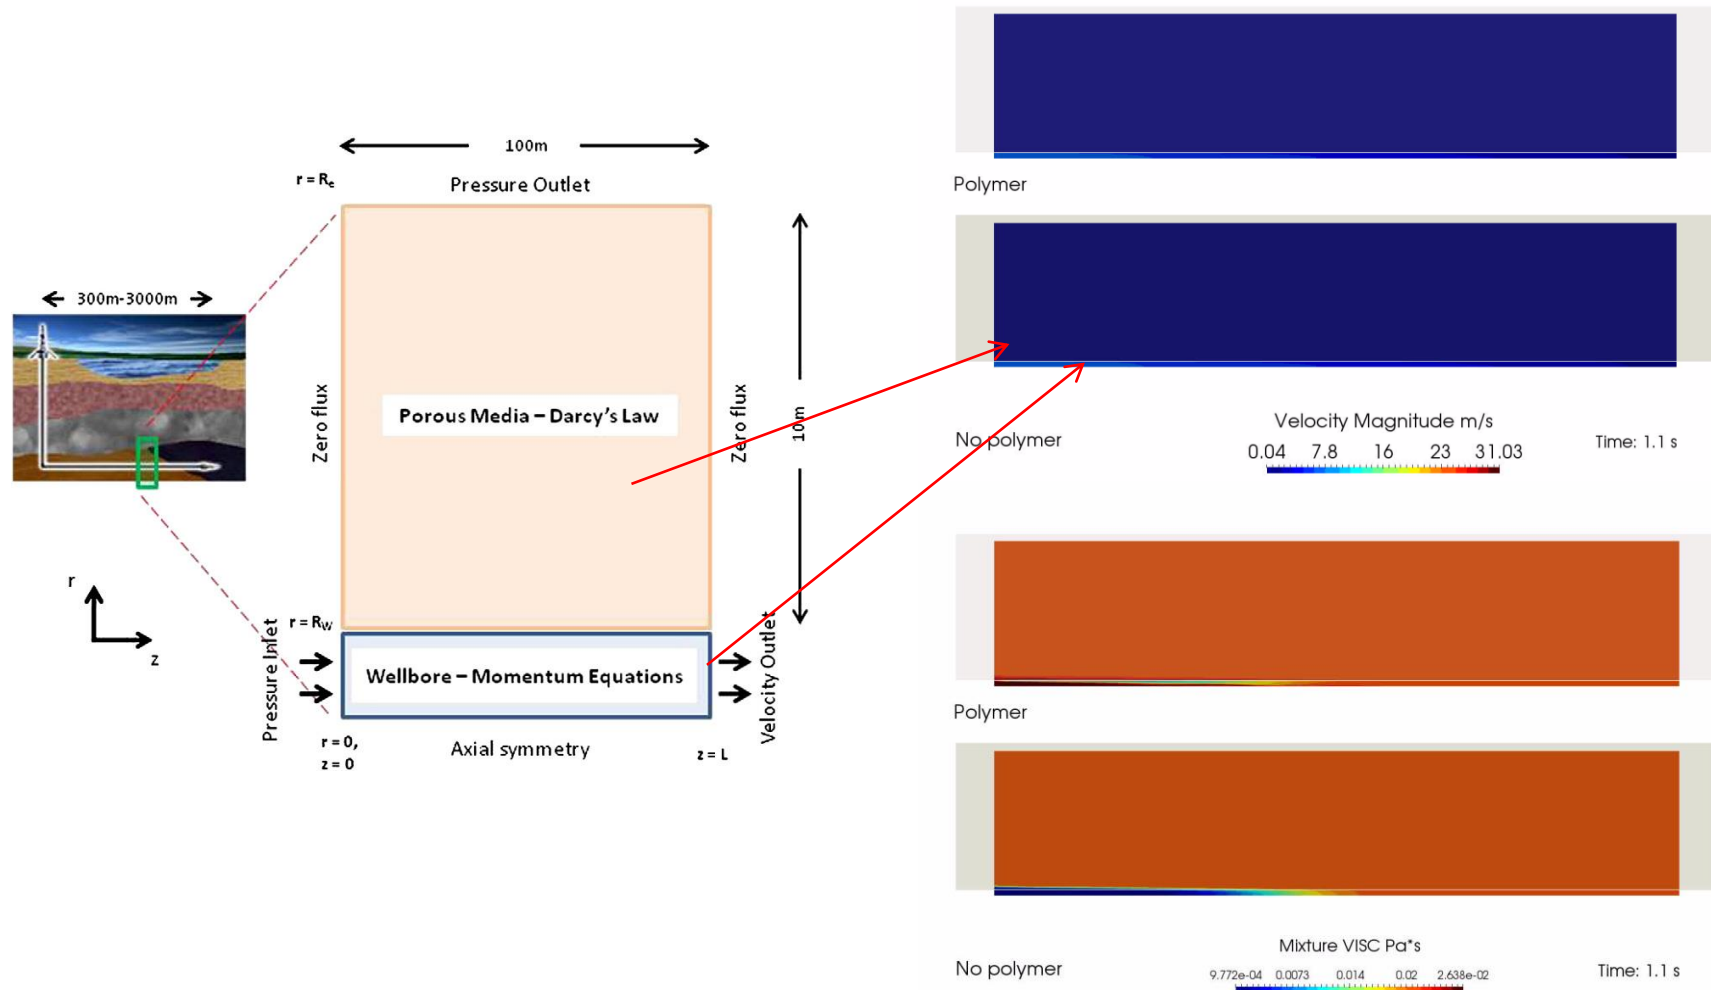 100m
r = Re
Pressure Outlet
300m-3000m
Zero flux
Porous Media – Darcy's Law
Zero flux
10m
r
z
r = RW
Pressure Inlet
Wellbore – Momentum Equations
Velocity Outlet
r = 0,
z = 0
Axial symmetry
z = L
Polymer
No polymer
Velocity Magnitude m/s
0.04 7.8 16 23 31.03
Time: 1.1 s
Polymer
No polymer
Mixture VISC Pa*s
9.772e-04 0.0073 0.014 0.02 2.638e-02
Time: 1.1 s